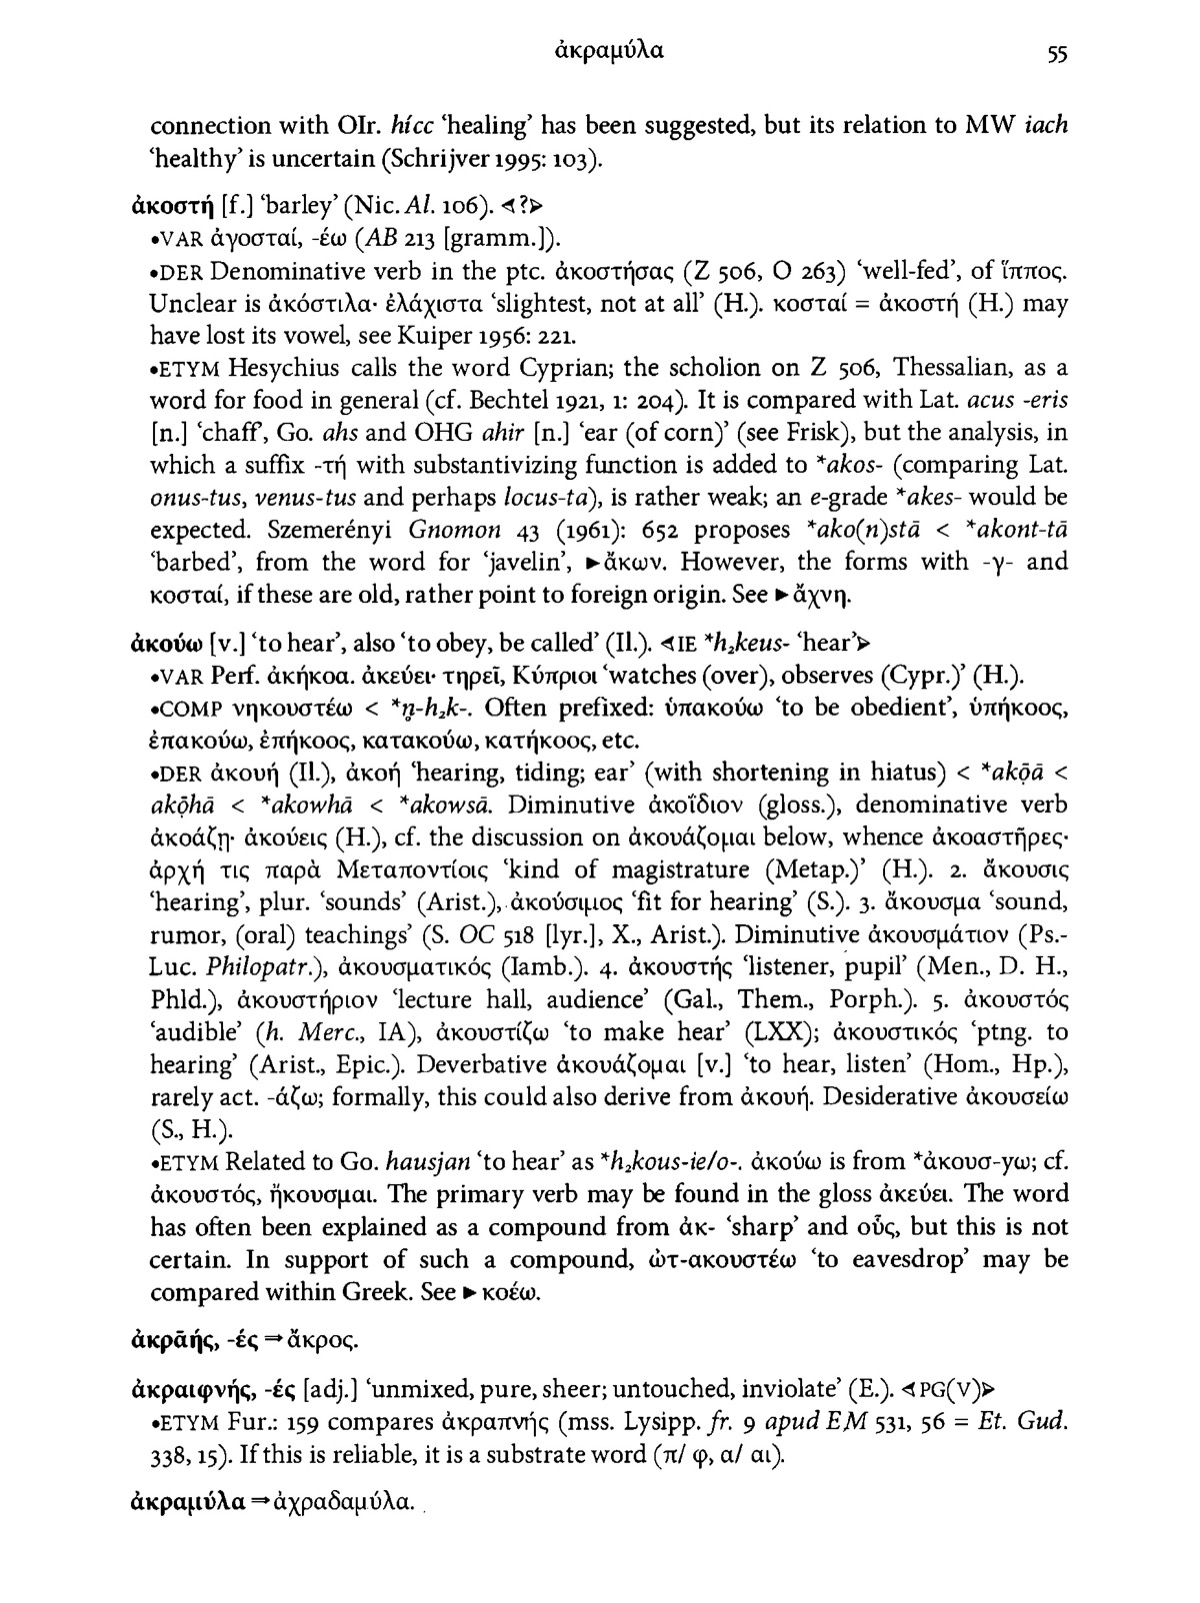 ἀκραμύλα 55
connection with OIr. hícc ‘healing’ has been suggested, but its relation to MW iach
‘healthy’ is uncertain (Schrijver 1995: 103).
ἀκοστή [f.] ‘barley’ (Nic. Al. 106). ⊲?⊳
•VAR ἀγοσταί, -έω (AB 213 [gramm.]).
•DER Denominative verb in the ptc. ἀκοστήσας (Ζ 506, Ο 263) ‘well-fed’, of ἵππος.
Unclear is ἀκόστιλα· ἐλάχιστα ‘slightest, not at all’ (H.). κοσταί = ἀκοστή (H.) may
have lost its vowel, see Kuiper 1956: 221.
•ETYM Hesychius calls the word Cyprian; the scholion on Ζ 506, Thessalian, as a
word for food in general (cf. Bechtel 1921, 1: 204). It is compared with Lat. acus -eris
[n.] ‘chaff’, Go. ahs and OHG ahir [n.] ‘ear (of corn)’ (see Frisk), but the analysis, in
which a suffix -τή with substantivizing function is added to *akos- (comparing Lat.
onus-tus, venus-tus and perhaps locus-ta), is rather weak; an e-grade *akes- would be
expected. Szemerényi Gnomon 43 (1961): 652 proposes *ako(n)stā < *akont-tā
‘barbed’, from the word for ‘javelin’, ►ἄκων. However, the forms with -γ- and
κοσταί, if these are old, rather point to foreign origin. See ►ἄχνη.
ἀκούω [v.] ‘to hear’, also ‘to obey, be called’ (Il.). ⊲IE *h₂keus- ‘hear’⊳
•VAR Perf. ἀκήκοα. ἀκεύει· τηρεῖ, Κύπριοι ‘watches (over), observes (Cypr.)’ (H.).
•COMP νηκουστέω < *n̥-h₂k-. Often prefixed: ὑπακούω ‘to be obedient’, ὑπήκοος,
ἐπακούω, ἐπήκοος, κατακούω, κατήκοος, etc.
•DER ἀκουή (Il.), ἀκοή ‘hearing, tiding; ear’ (with shortening in hiatus) < *akọ̄ā <
akọ̄hā < *akowhā < *akowsā. Diminutive ἀκοΐδιον (gloss.), denominative verb
ἀκοάζῃ· ἀκούεις (H.), cf. the discussion on ἀκουάζομαι below, whence ἀκοαστῆρες·
ἀρχή τις παρὰ Μεταποντίοις ‘kind of magistrature (Metap.)’ (H.). 2. ἄκουσις
‘hearing’, plur. ‘sounds’ (Arist.), ἀκούσιμος ‘fit for hearing’ (S.). 3. ἄκουσμα ‘sound,
rumor, (oral) teachings’ (S. OC 518 [lyr.], X., Arist.). Diminutive ἀκουσμάτιον (Ps.-
Luc. Philopatr.), ἀκουσματικός (Iamb.). 4. ἀκουστής ‘listener, pupil’ (Men., D. H.,
Phld.), ἀκουστήριον ‘lecture hall, audience’ (Gal., Them., Porph.). 5. ἀκουστός
‘audible’ (h. Merc., IA), ἀκουστίζω ‘to make hear’ (LXX); ἀκουστικός ‘ptng. to
hearing’ (Arist., Epic.). Deverbative ἀκουάζομαι [v.] ‘to hear, listen’ (Hom., Hp.),
rarely act. -άζω; formally, this could also derive from ἀκουή. Desiderative ἀκουσείω
(S., H.).
•ETYM Related to Go. hausjan ‘to hear’ as *h₂kous-ie/o-. ἀκούω is from *ἀκουσ-yω; cf.
ἀκουστός, ἤκουσμαι. The primary verb may be found in the gloss ἀκεύει. The word
has often been explained as a compound from ἀκ- ‘sharp’ and οὖς, but this is not
certain. In support of such a compound, ὠτ-ακουστέω ‘to eavesdrop’ may be
compared within Greek. See ► κοέω.
ἀκρᾱής, -ές ⇒ ἄκρος.
ἀκραιφνής, -ές [adj.] ‘unmixed, pure, sheer; untouched, inviolate’ (E.). ⊲PG(V)⊳
•ETYM Fur.: 159 compares ἀκραπνής (mss. Lysipp. fr. 9 apud EM 531, 56 = Et. Gud.
338, 15). If this is reliable, it is a substrate word (π/ φ, α/ αι).
ἀκραμύλα ⇒ ἀχραδαμύλα.